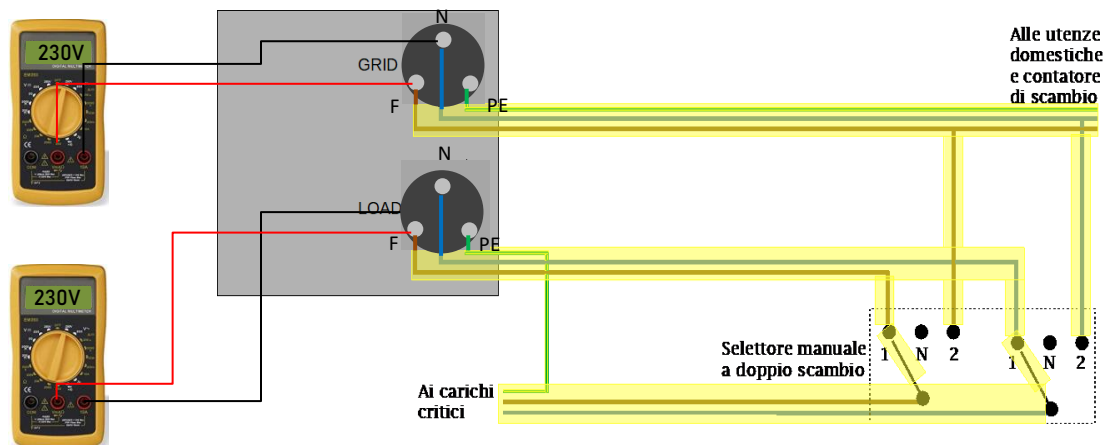 230V
N
GRID
F
PE
Alle utenze
domestiche
e contatore
di scambio
N
LOAD
F
PE
230V
Selettore manuale
a doppio scambio
1 N 2
1 N 2
Ai carichi
critici